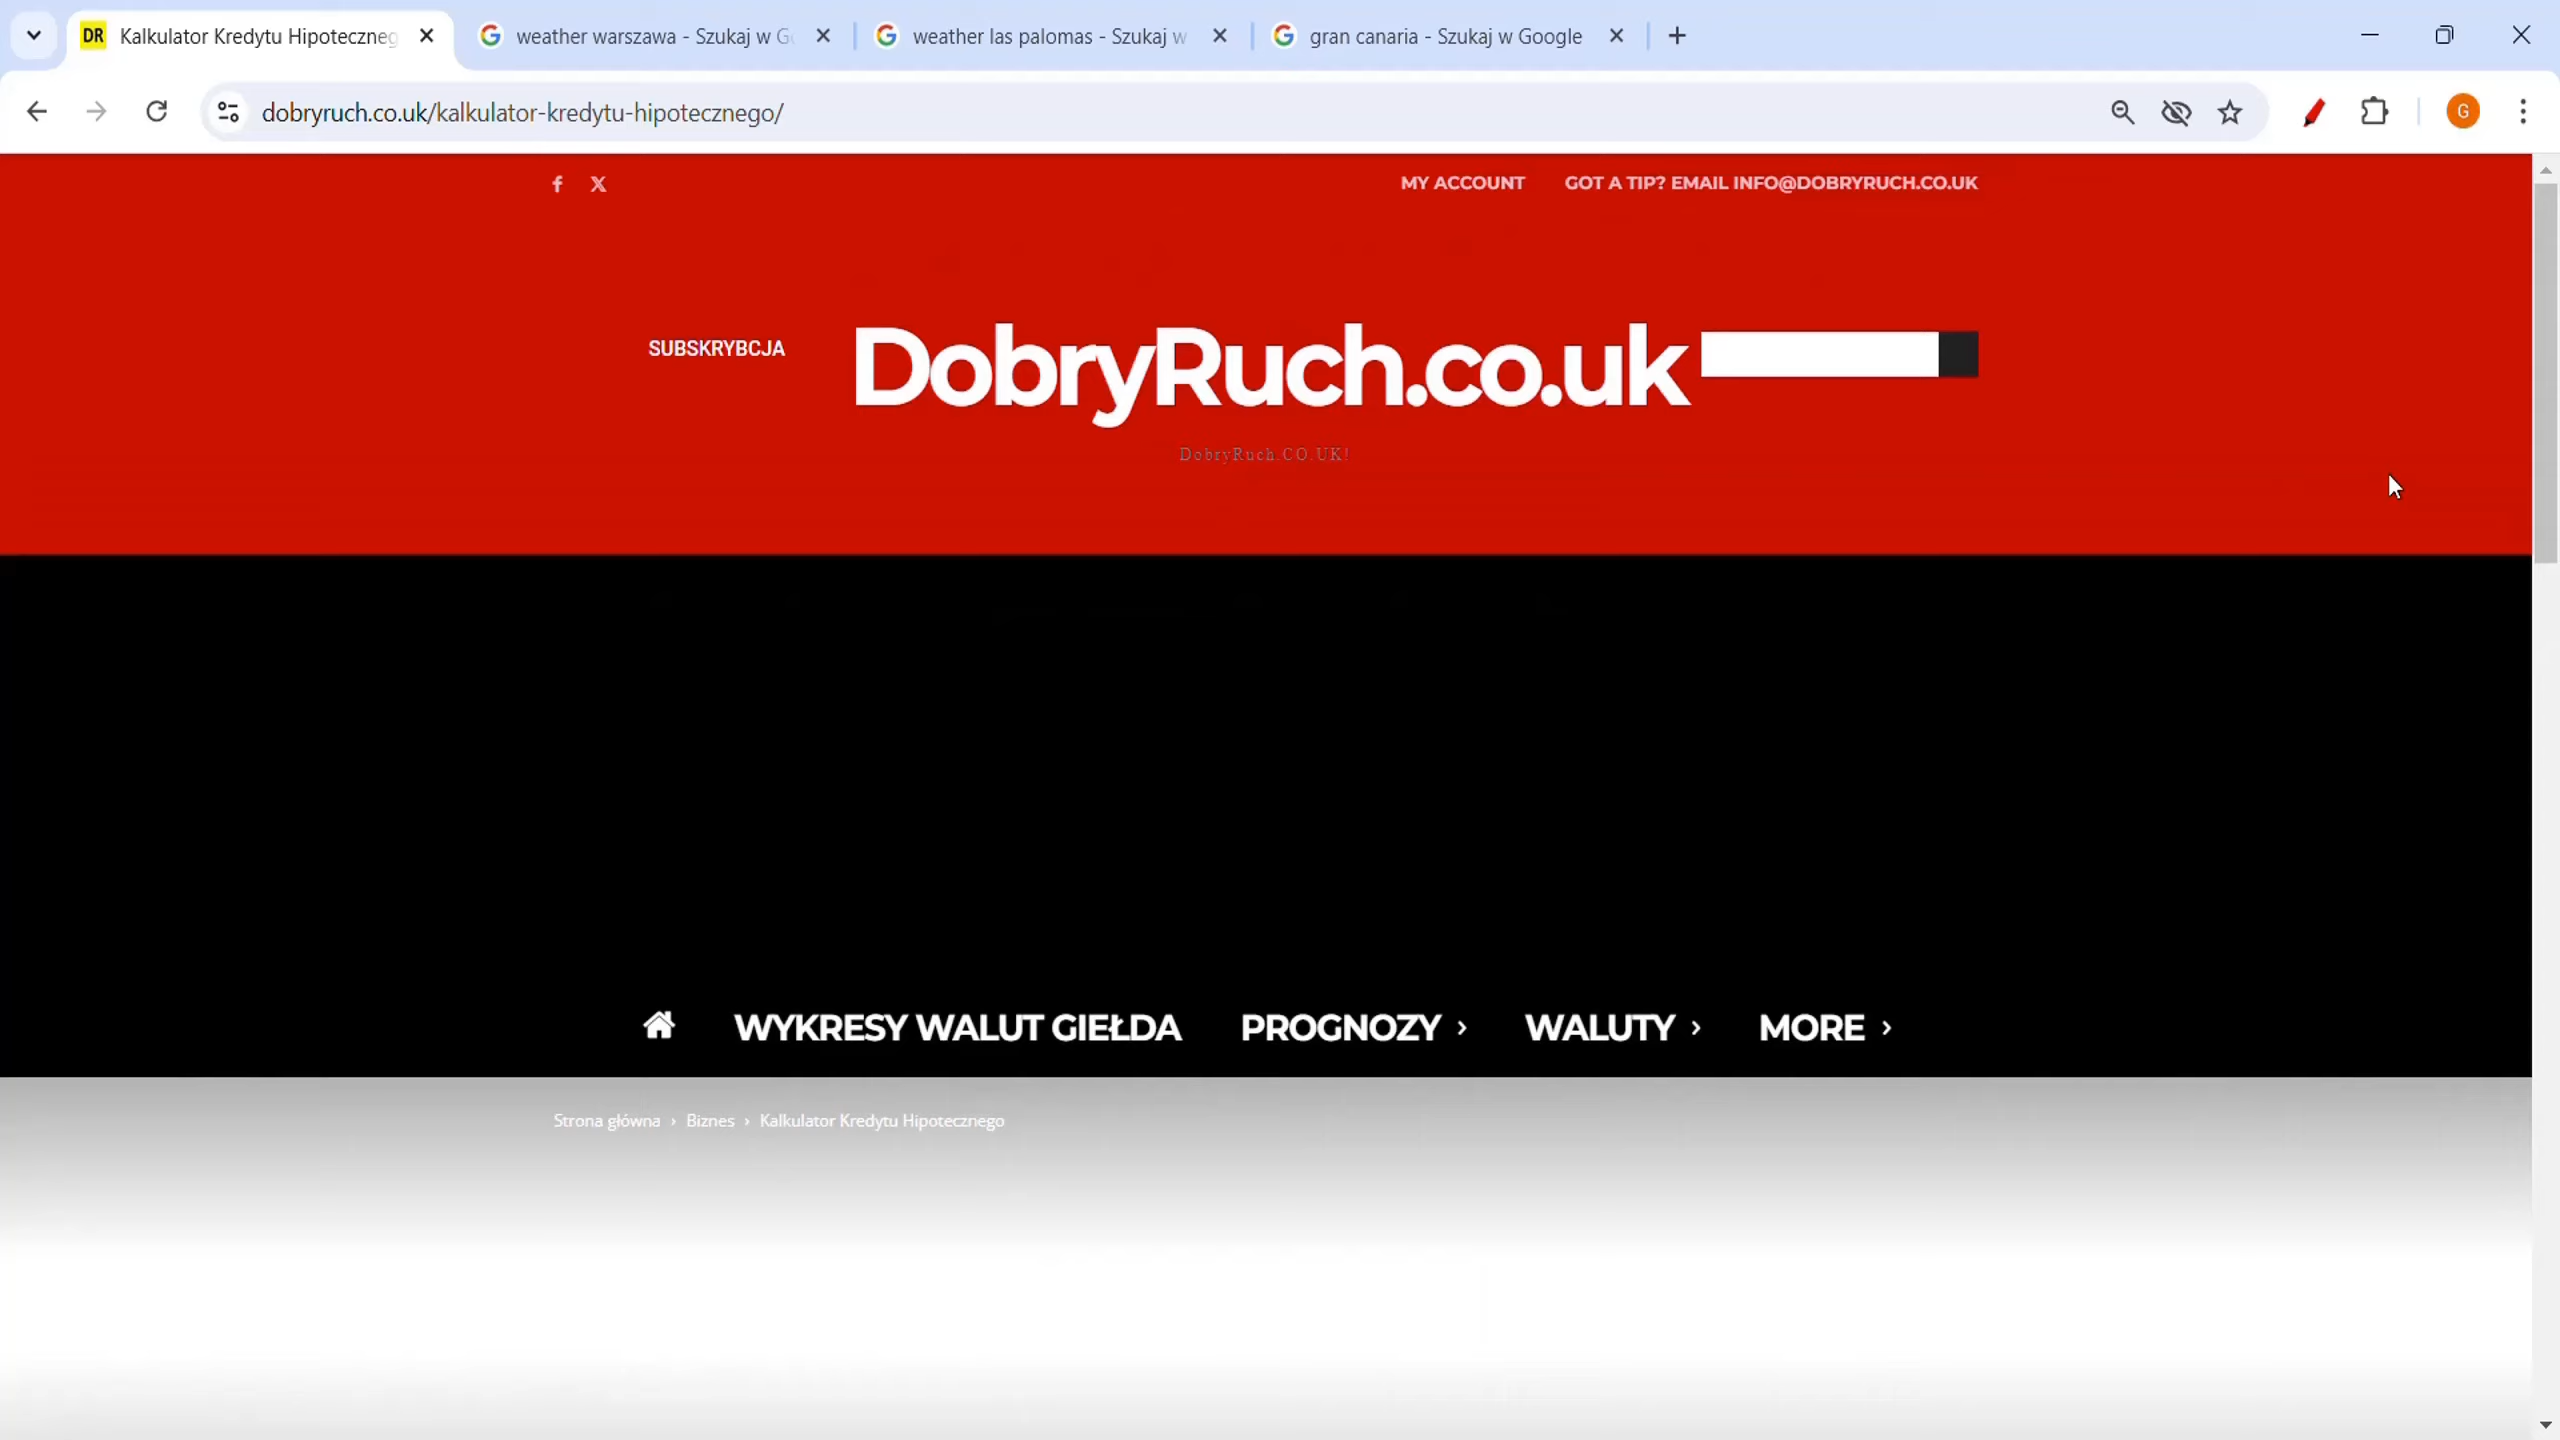 DR Kalkulator Kredytu Hipoteczneg
weather warszawa - Szukaj w G
weather las palomas - Szukaj w
gran canaria - Szukaj w Google
dobryruch.co.uk/kalkulator-kredytu-hipotecznego/
G
MY ACCOUNT
GOT A TIP? EMAIL INFO@DOBRYRUCH.CO.UK
SUBSKRYBCJA
DobryRuch.co.uk
DobryRuch.CO.UK!
WYKRESY WALUT GIEŁDA
PROGNOZY ›
WALUTY ›
MORE ›
Strona główna › Biznes › Kalkulator Kredytu Hipotecznego